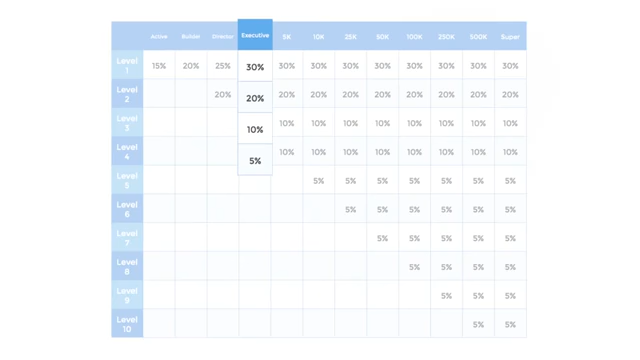 Active Builder Director Executive 5K 10K 25K 50K 100K 250K 500K Super
Level 1 15% 20% 25% 30% 30% 30% 30% 30% 30% 30% 30% 30%
Level 2 20% 20% 20% 20% 20% 20% 20% 20% 20% 20%
Level 3 10% 10% 10% 10% 10% 10% 10% 10% 10%
Level 4 5% 10% 10% 10% 10% 10% 10% 10% 10%
Level 5 5% 5% 5% 5% 5% 5% 5%
Level 6 5% 5% 5% 5% 5% 5%
Level 7 5% 5% 5% 5% 5%
Level 8 5% 5% 5% 5%
Level 9 5% 5% 5%
Level 10 5% 5%